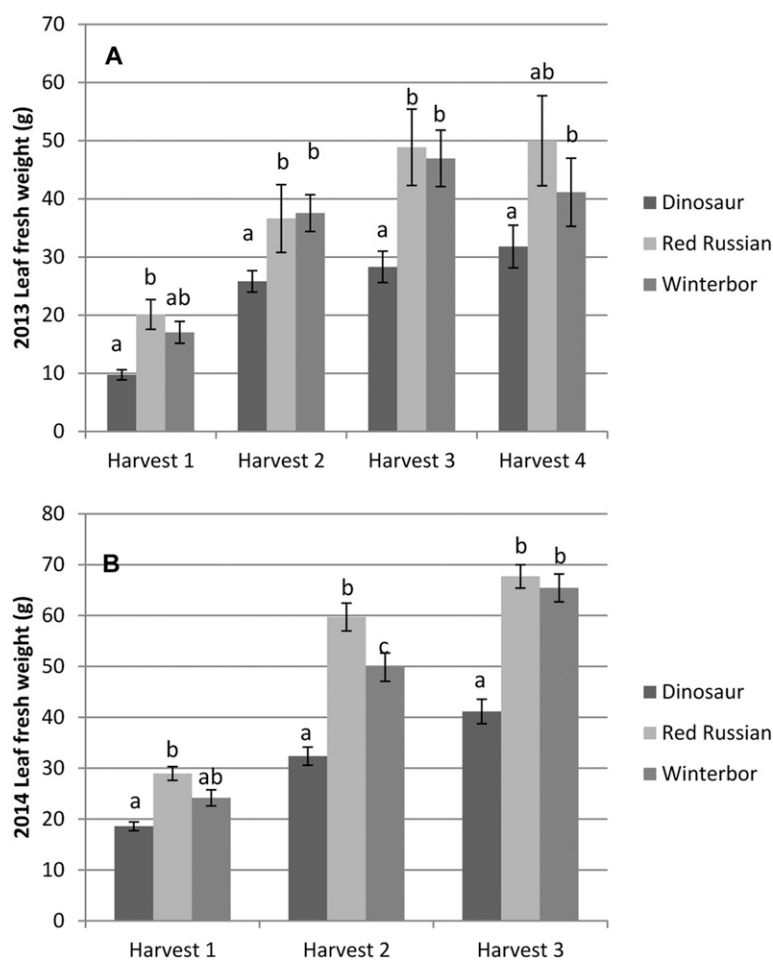 70
A
60
ab
b b
50
b b b
40
a a
30
a
b ab
20
a
10
0
2013 Leaf fresh weight (g)
Harvest 1 Harvest 2 Harvest 3 Harvest 4
Dinosaur
Red Russian
Winterbor
80
B
70
b b
60
b
50
c
40
a
30
a
b ab
20
a
10
0
2014 Leaf fresh weight (g)
Harvest 1 Harvest 2 Harvest 3
Dinosaur
Red Russian
Winterbor